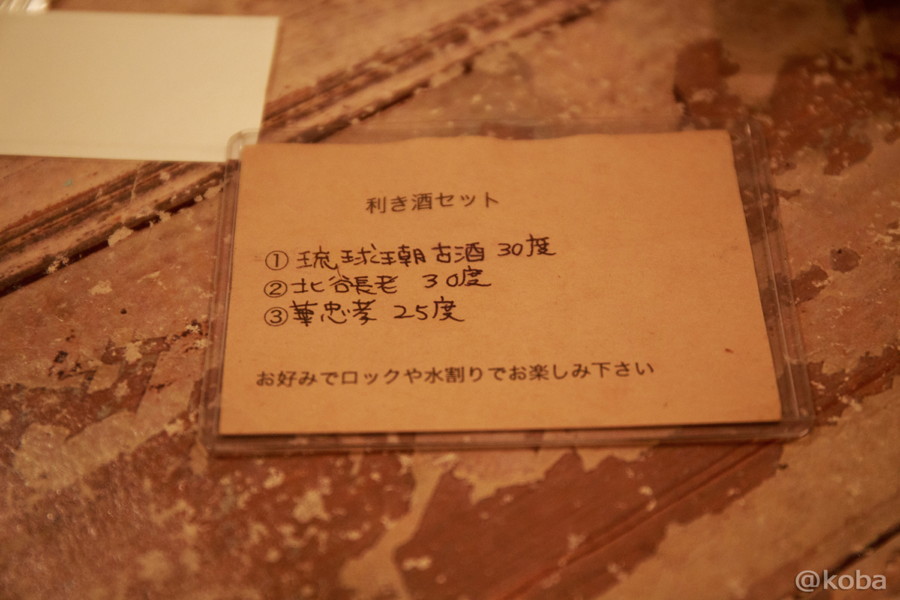 利き酒セット
① 琉球王朝古酒 30度
② 北谷長老 30度
③ 華忠孝 25度
お好みでロックや水割りでお楽しみ下さい
@koba